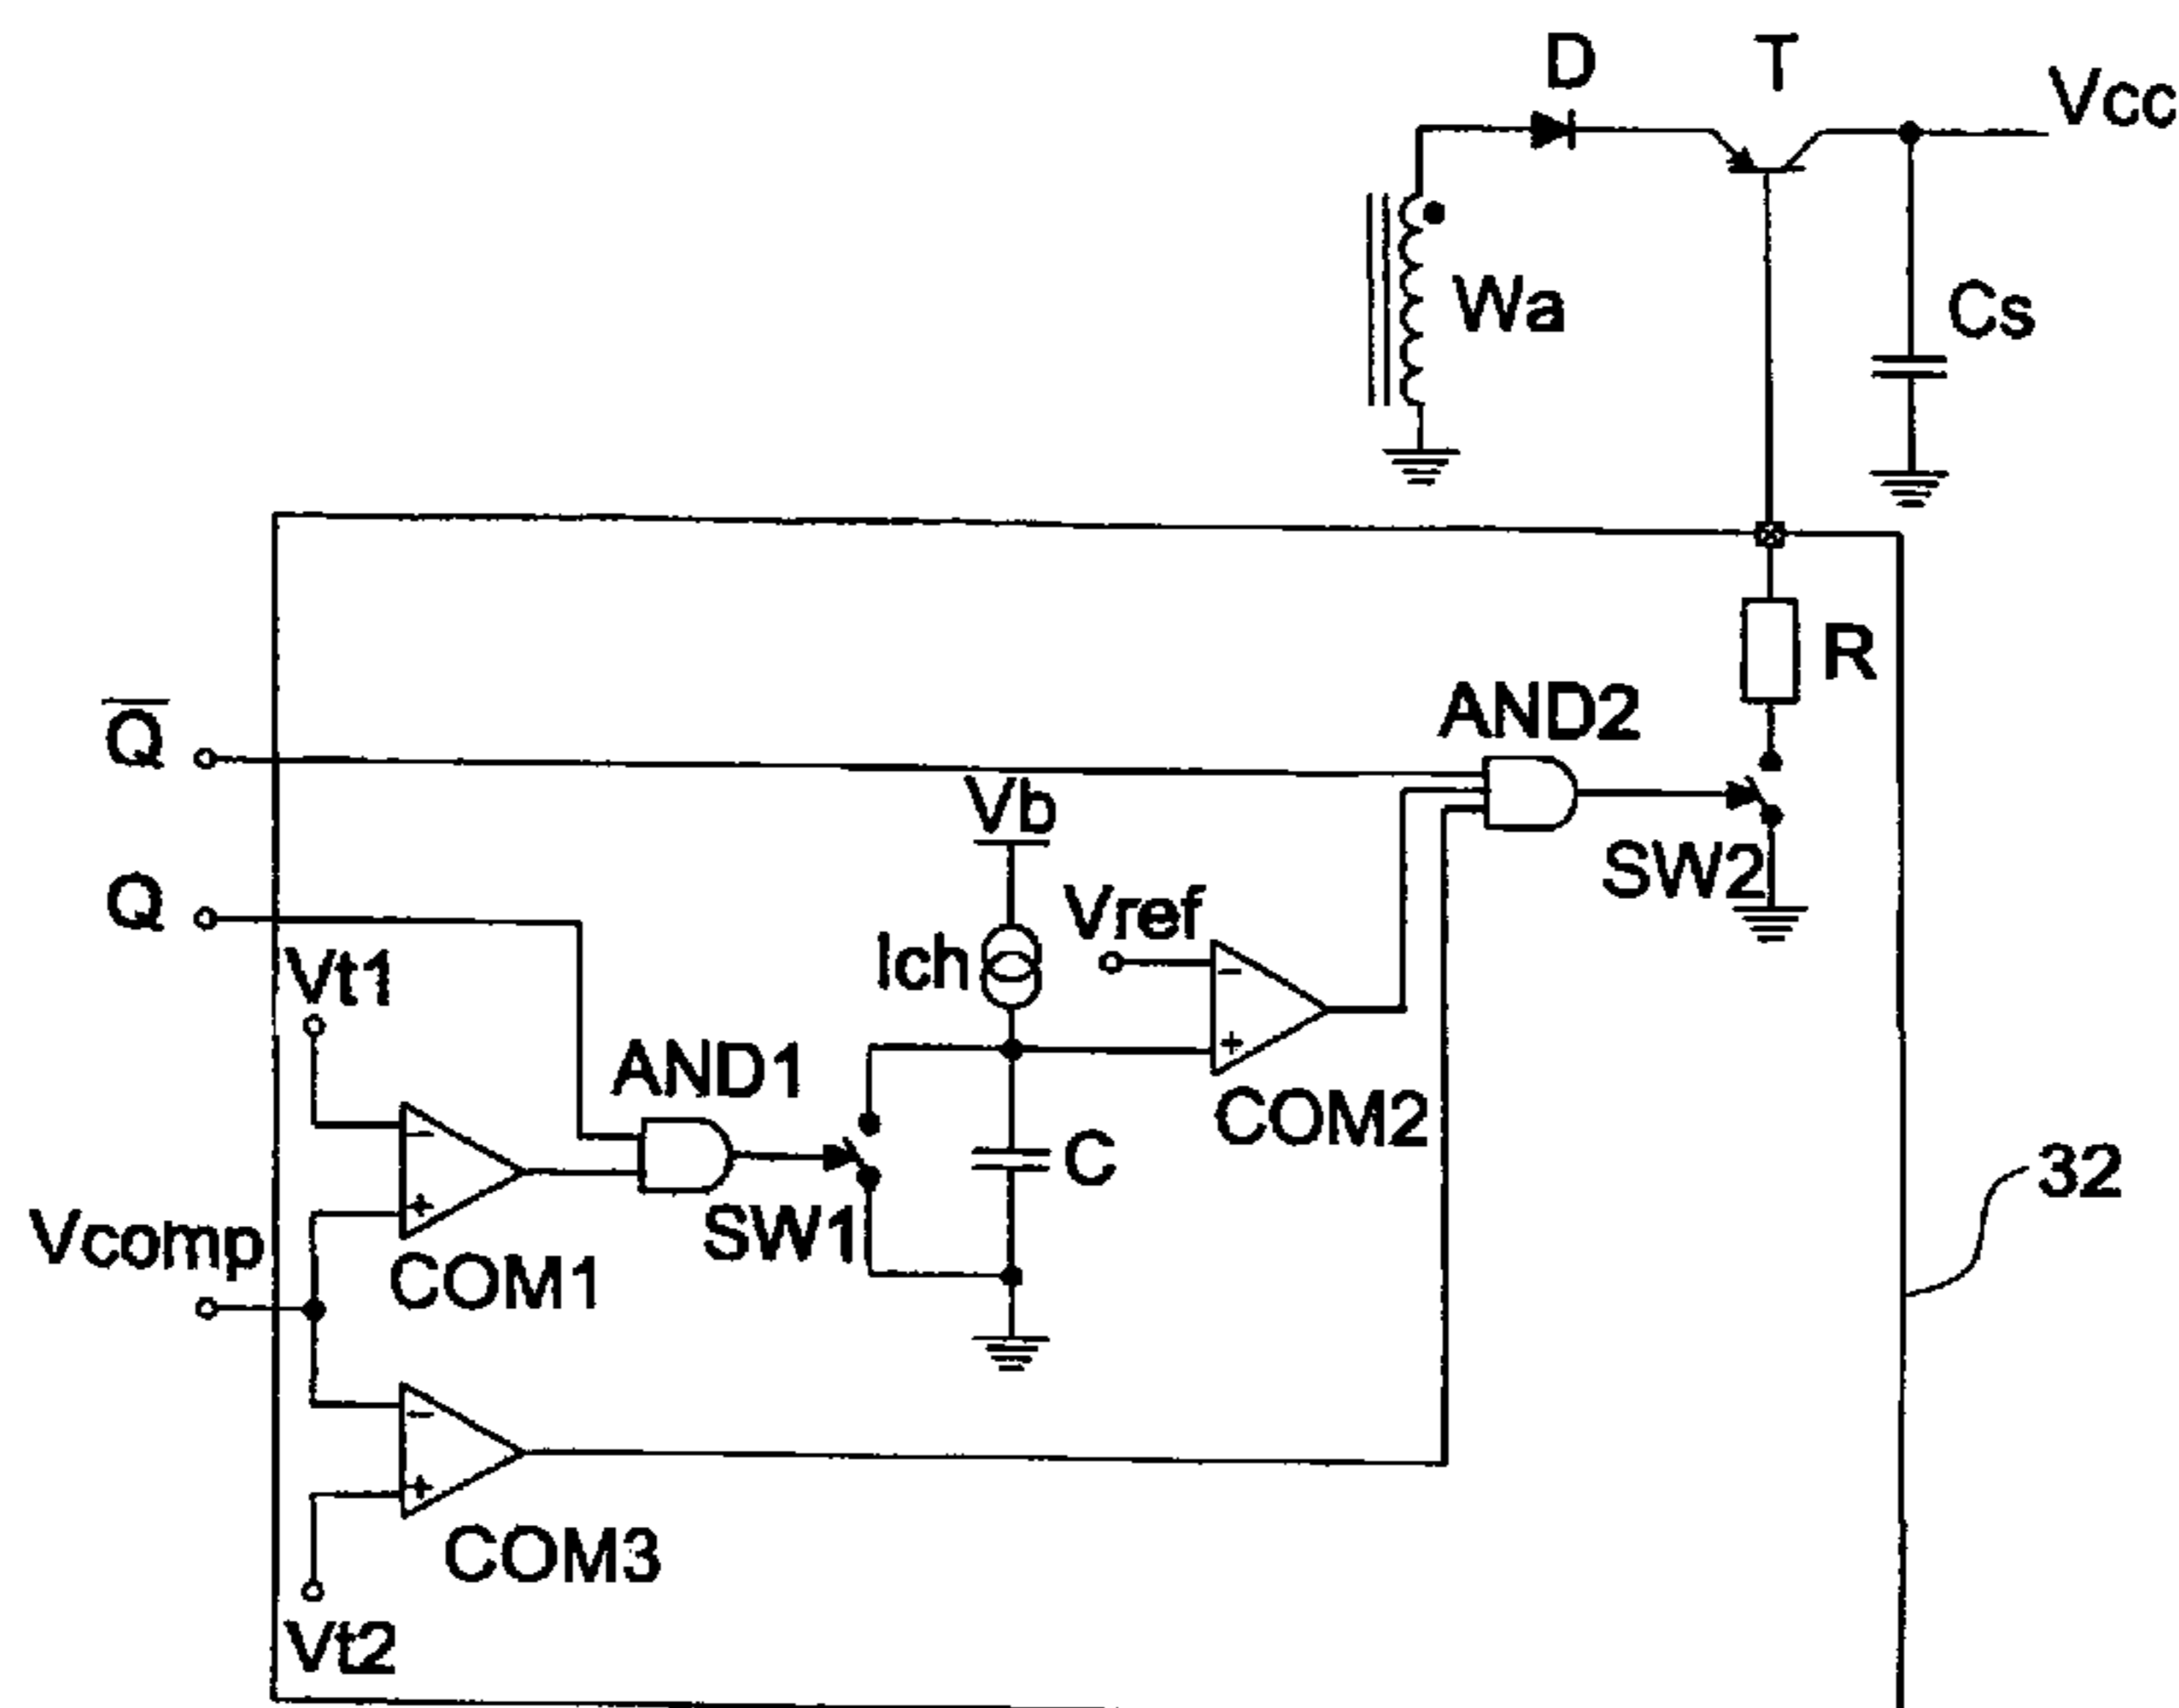 D
T
Vcc
Wa
Cs
R
Q
AND2
Vb
SW2
Q
Vref
Vt1
Ich
−
AND1
+
COM2
−
C
32
+
SW1
Vcomp
COM1
−
+
COM3
Vt2